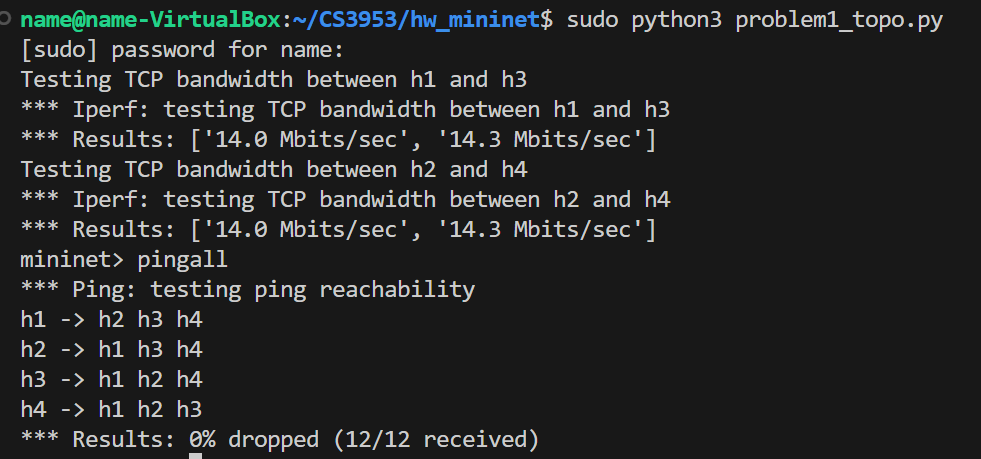 name@name-VirtualBox:~/CS3953/hw_mininet$ sudo python3 problem1_topo.py
[sudo] password for name:
Testing TCP bandwidth between h1 and h3
*** Iperf: testing TCP bandwidth between h1 and h3
*** Results: ['14.0 Mbits/sec', '14.3 Mbits/sec']
Testing TCP bandwidth between h2 and h4
*** Iperf: testing TCP bandwidth between h2 and h4
*** Results: ['14.0 Mbits/sec', '14.3 Mbits/sec']
mininet> pingall
*** Ping: testing ping reachability
h1 -> h2 h3 h4
h2 -> h1 h3 h4
h3 -> h1 h2 h4
h4 -> h1 h2 h3
*** Results: 0% dropped (12/12 received)